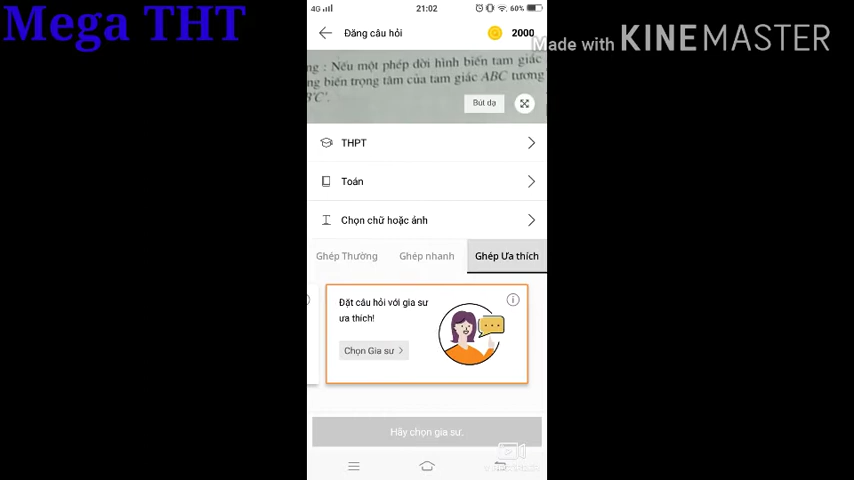 Mega THT
Made with KINEMASTER
4G 21:02 60%
Đăng câu hỏi 2000
ng : Nếu một phép dời hình biến tam giác
ng biến trọng tâm của tam giác ABC tương
B'C'.
Bút dạ
THPT
Toán
Chọn chữ hoặc ảnh
Ghép Thường Ghép nhanh Ghép Ưa thích
Đặt câu hỏi với gia sư
ưa thích!
Chọn Gia sư
Hãy chọn gia sư.